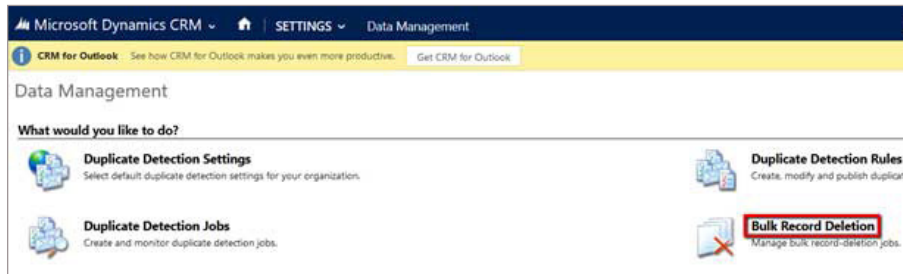 Microsoft Dynamics CRM SETTINGS Data Management
CRM for Outlook See how CRM for Outlook makes you even more productive. Get CRM for Outlook
Data Management
What would you like to do?
Duplicate Detection Settings
Select default duplicate detection settings for your organization.
Duplicate Detection Rules
Create, modify and publish duplicat
Duplicate Detection Jobs
Create and monitor duplicate detection jobs.
Bulk Record Deletion
Manage bulk record-deletion jobs.